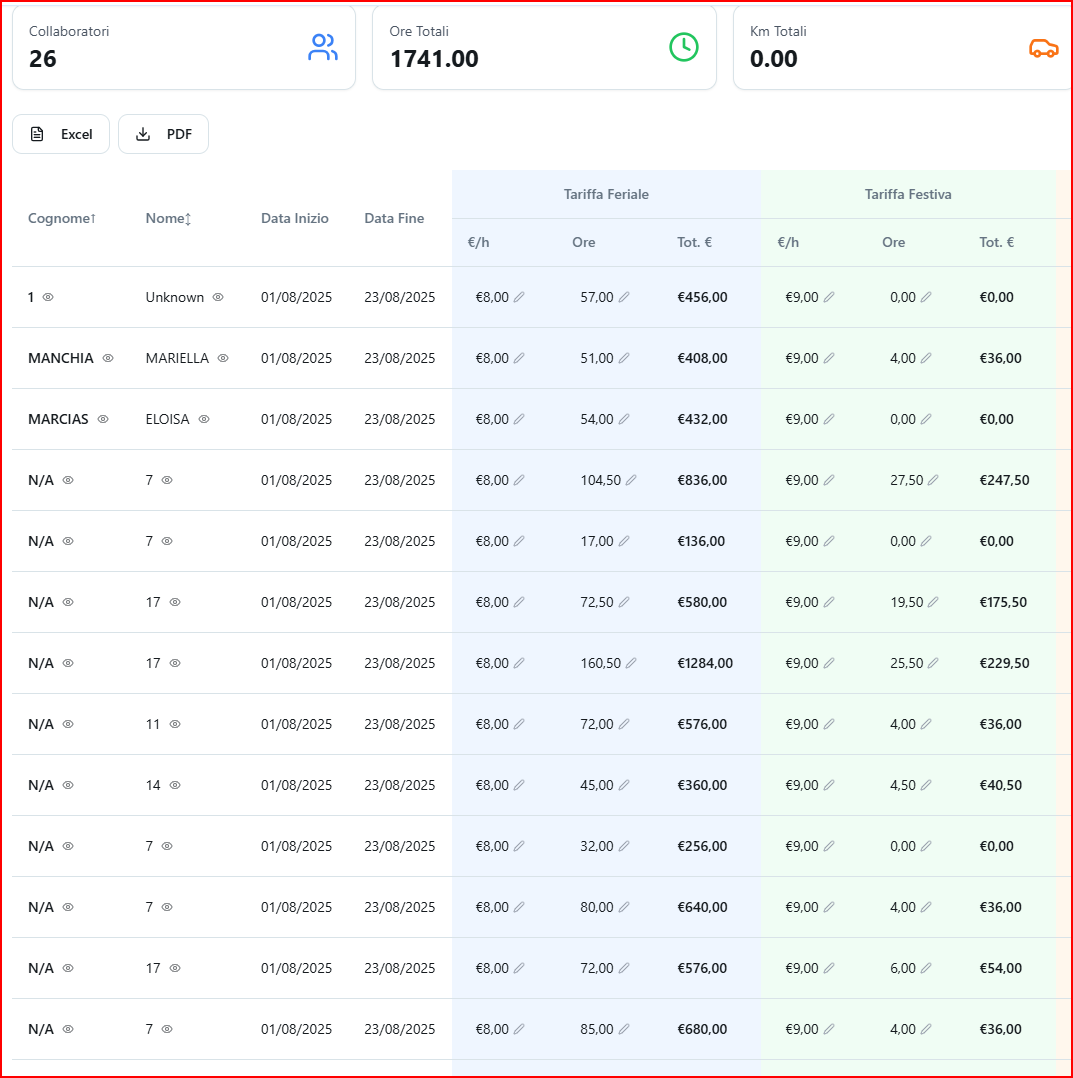 Collaboratori Ore Totali Km Totali
26 1741.00 0.00
Excel PDF
Tariffa Feriale Tariffa Festiva
Cognome↑ Nome↕ Data Inizio Data Fine
€/h Ore Tot. € €/h Ore Tot. €
1 Unknown 01/08/2025 23/08/2025 €8,00 57,00 €456,00 €9,00 0,00 €0,00
MANCHIA MARIELLA 01/08/2025 23/08/2025 €8,00 51,00 €408,00 €9,00 4,00 €36,00
MARCIAS ELOISA 01/08/2025 23/08/2025 €8,00 54,00 €432,00 €9,00 0,00 €0,00
N/A 7 01/08/2025 23/08/2025 €8,00 104,50 €836,00 €9,00 27,50 €247,50
N/A 7 01/08/2025 23/08/2025 €8,00 17,00 €136,00 €9,00 0,00 €0,00
N/A 17 01/08/2025 23/08/2025 €8,00 72,50 €580,00 €9,00 19,50 €175,50
N/A 17 01/08/2025 23/08/2025 €8,00 160,50 €1284,00 €9,00 25,50 €229,50
N/A 11 01/08/2025 23/08/2025 €8,00 72,00 €576,00 €9,00 4,00 €36,00
N/A 14 01/08/2025 23/08/2025 €8,00 45,00 €360,00 €9,00 4,50 €40,50
N/A 7 01/08/2025 23/08/2025 €8,00 32,00 €256,00 €9,00 0,00 €0,00
N/A 7 01/08/2025 23/08/2025 €8,00 80,00 €640,00 €9,00 4,00 €36,00
N/A 17 01/08/2025 23/08/2025 €8,00 72,00 €576,00 €9,00 6,00 €54,00
N/A 7 01/08/2025 23/08/2025 €8,00 85,00 €680,00 €9,00 4,00 €36,00